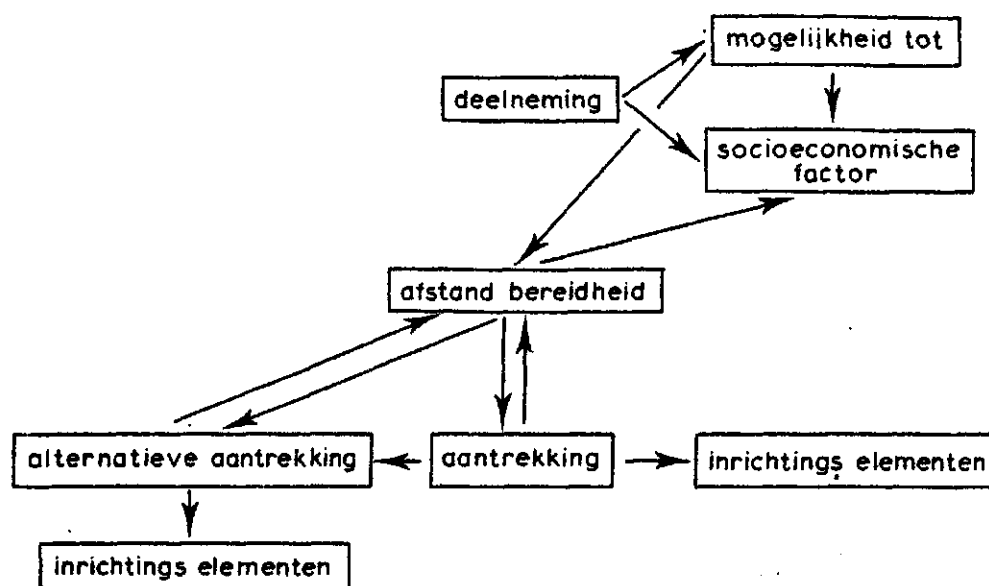 mogelijkheid tot
deelneming
socioeconomische
factor
afstand bereidheid
alternatieve aantrekking
aantrekking
inrichtings elementen
inrichtings elementen